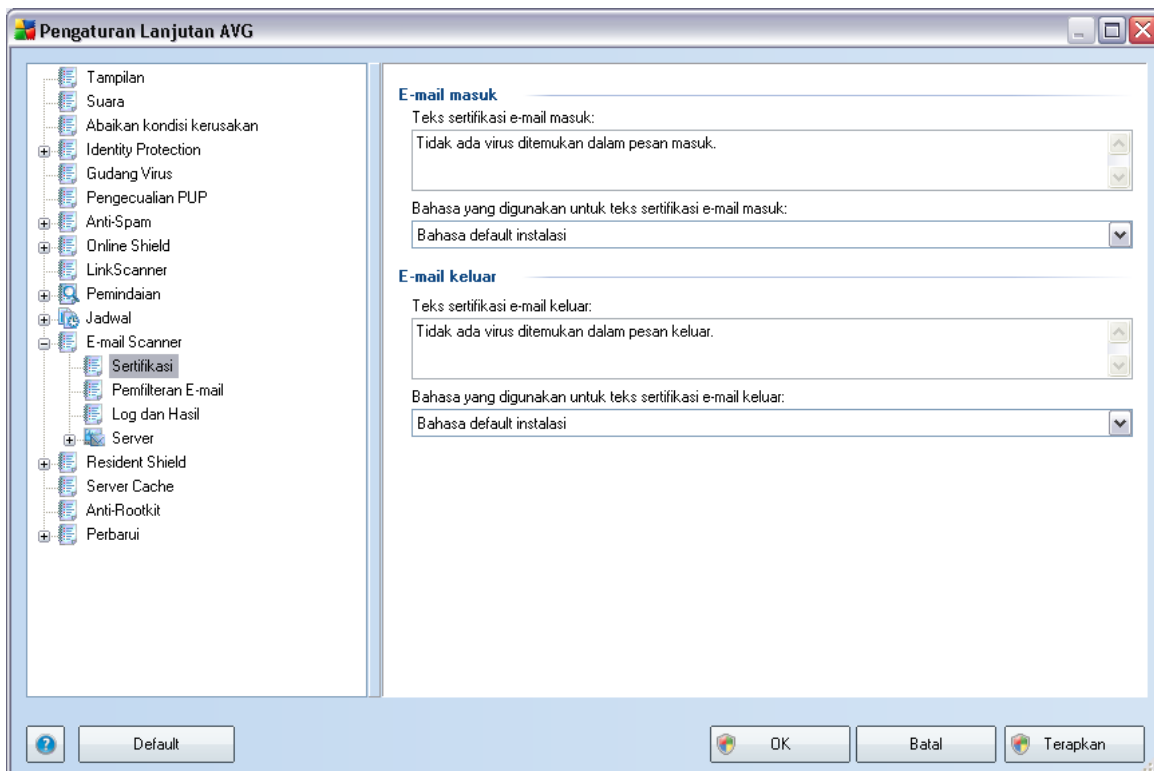 Pengaturan Lanjutan AVG
Tampilan
Suara
Abaikan kondisi kerusakan
Identity Protection
Gudang Virus
Pengecualian PUP
Anti-Spam
Online Shield
LinkScanner
Pemindaian
Jadwal
E-mail Scanner
Sertifikasi
Pemfilteran E-mail
Log dan Hasil
Server
Resident Shield
Server Cache
Anti-Rootkit
Perbarui
E-mail masuk
Teks sertifikasi e-mail masuk:
Tidak ada virus ditemukan dalam pesan masuk.
Bahasa yang digunakan untuk teks sertifikasi e-mail masuk:
Bahasa default instalasi
E-mail keluar
Teks sertifikasi e-mail keluar:
Tidak ada virus ditemukan dalam pesan keluar.
Bahasa yang digunakan untuk teks sertifikasi e-mail keluar:
Bahasa default instalasi
? Default OK Batal Terapkan